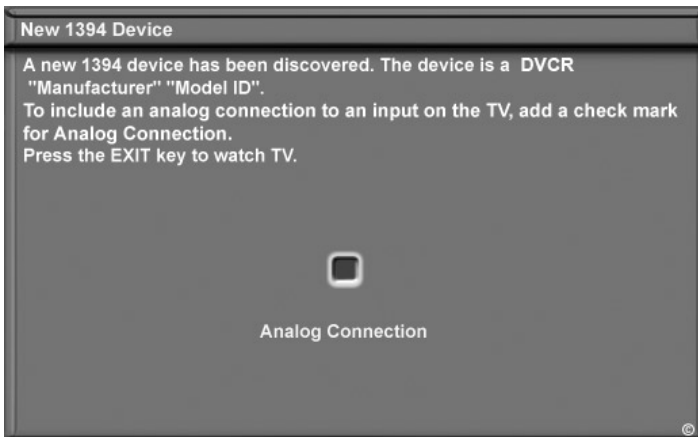 New 1394 Device
A new 1394 device has been discovered. The device is a DVCR
"Manufacturer" "Model ID".
To include an analog connection to an input on the TV, add a check mark
for Analog Connection.
Press the EXIT key to watch TV.
Analog Connection
©